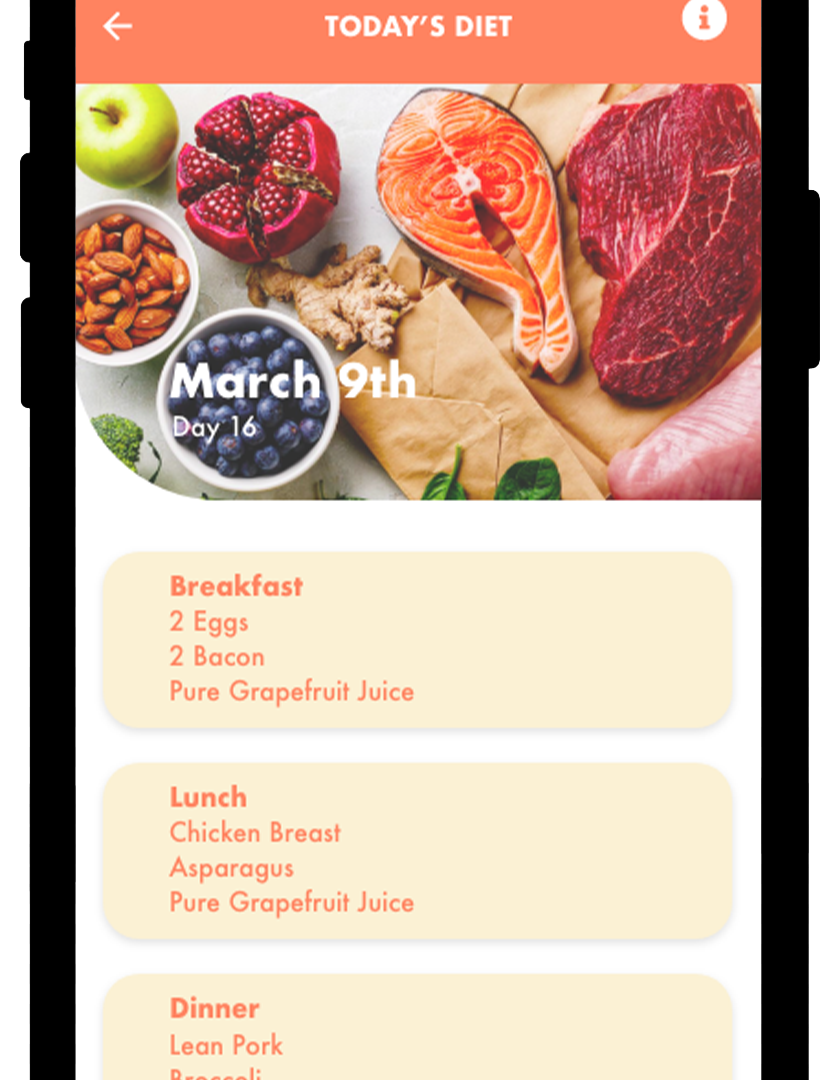 TODAY’S DIET
March 9th
Day 16
Breakfast
2 Eggs
2 Bacon
Pure Grapefruit Juice
Lunch
Chicken Breast
Asparagus
Pure Grapefruit Juice
Dinner
Lean Pork
Broccoli